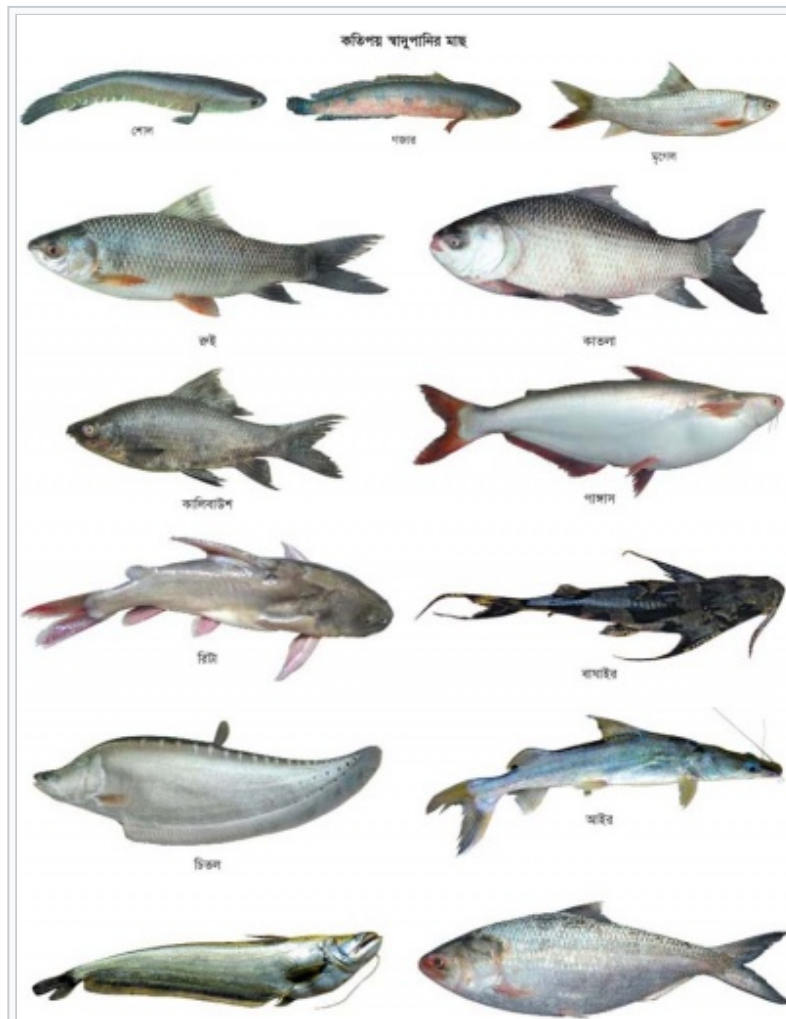 কতিপয় স্বাদুপানির মাছ
শোল
গজার
মৃগেল
রুই
কাতলা
কালিবাউশ
পাঙ্গাস
রিটা
বাঘাইর
চিতল
আইর